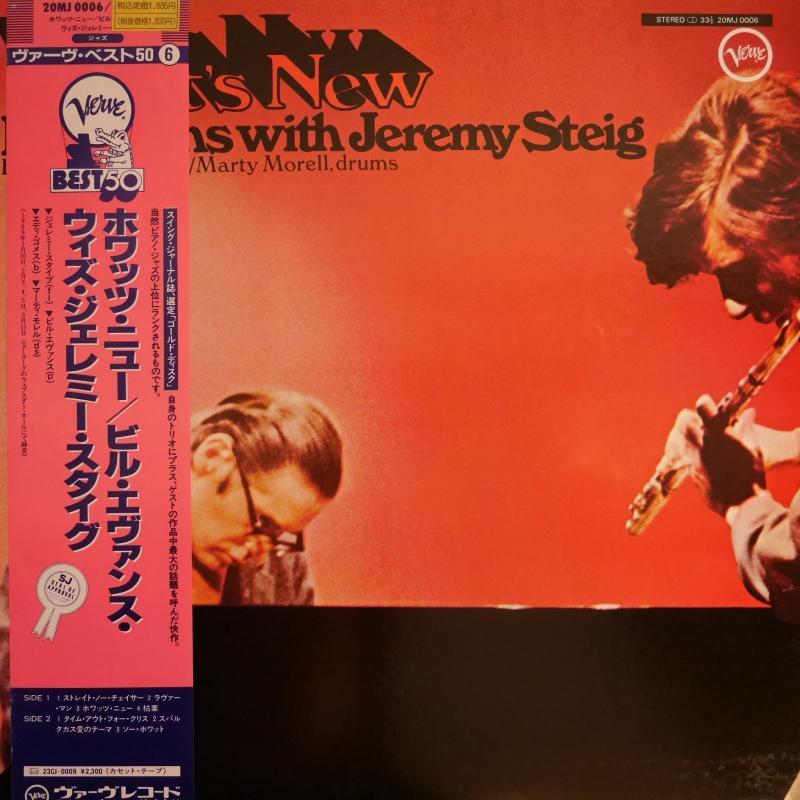 20MJ 0006/
ホワッツ・ニュー/ビル
ウィズ・ジェレミー・
税込定価1,885円
(税抜価格1,830円)
ジャズ
ヴァーヴ・ベスト50 6
Verve
BEST 50
スイング・ジャーナル誌、選定「ゴールド・ディスク」 自身のトリオにプラス、ゲストの作品中最大の話題を呼んだ快作。
当然ピアノ・ジャズの上位にランクされるものです。
ホワッツ・ニュー/ビル・エヴァンス・
ウィズ・ジェレミー・スタイグ
▼ジェレミー・スタイグ(fl) ▼ビル・エヴァンス(p)
▼エディ・ゴメス(b) ▼マーティ・モレル(ds)
SJ
SEAL OF
APPROVAL
SIDE 1 1 ストレイト・ノー・チェイサー 2 ラヴァー
・マン 3 ホワッツ・ニュー 4 枯葉
SIDE 2 1 タイム・アウト・フォー・クリス 2 スパル
タカス愛のテーマ 3 ソー・ホワット
23CJ-0009 ¥2,300 (カセット・テープ)
Verve ヴァーヴレコード
's New
ns with Jeremy Steig
/Marty Morell, drums
STEREO 33⅓ 20MJ 0006
Verve